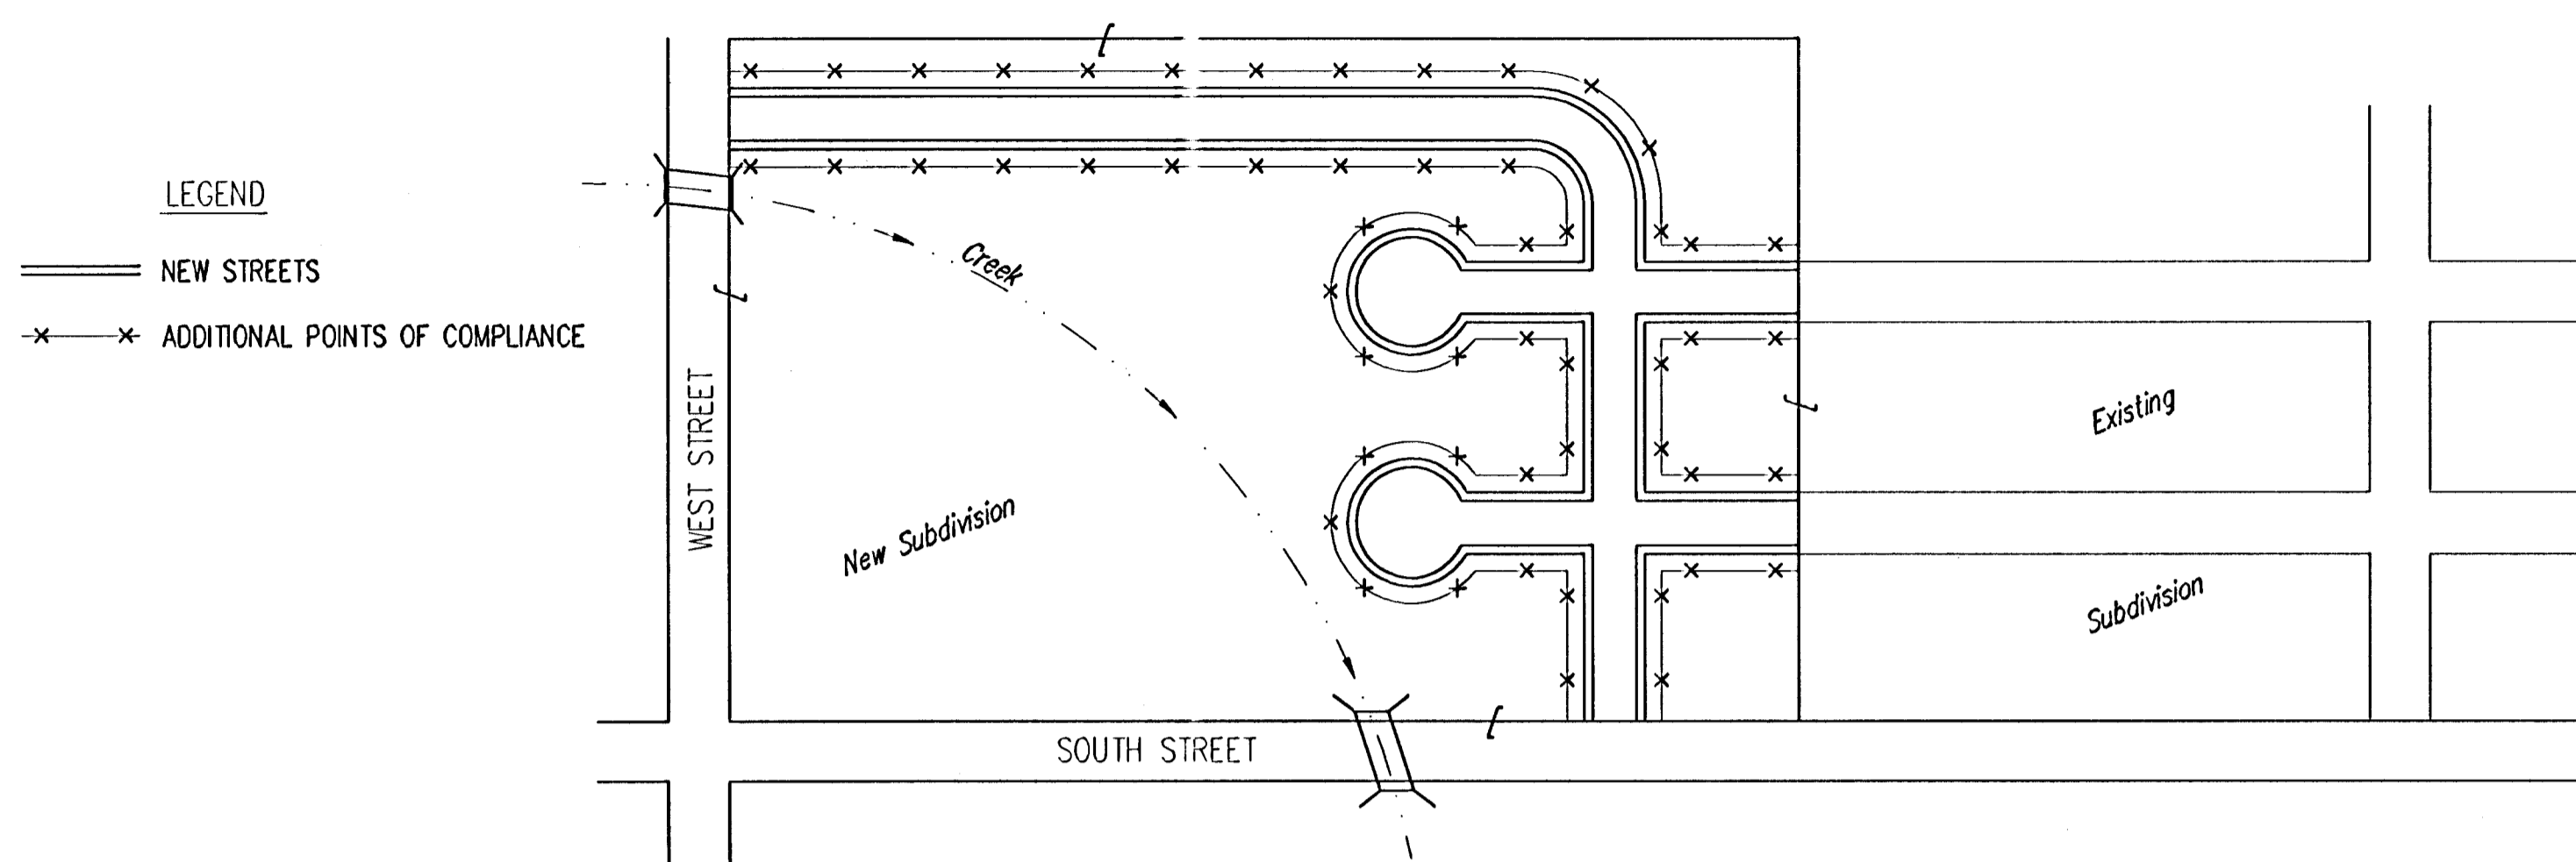 LEGEND
NEW STREETS
ADDITIONAL POINTS OF COMPLIANCE
WEST STREET
Creek
New Subdivision
SOUTH STREET
Existing
Subdivision